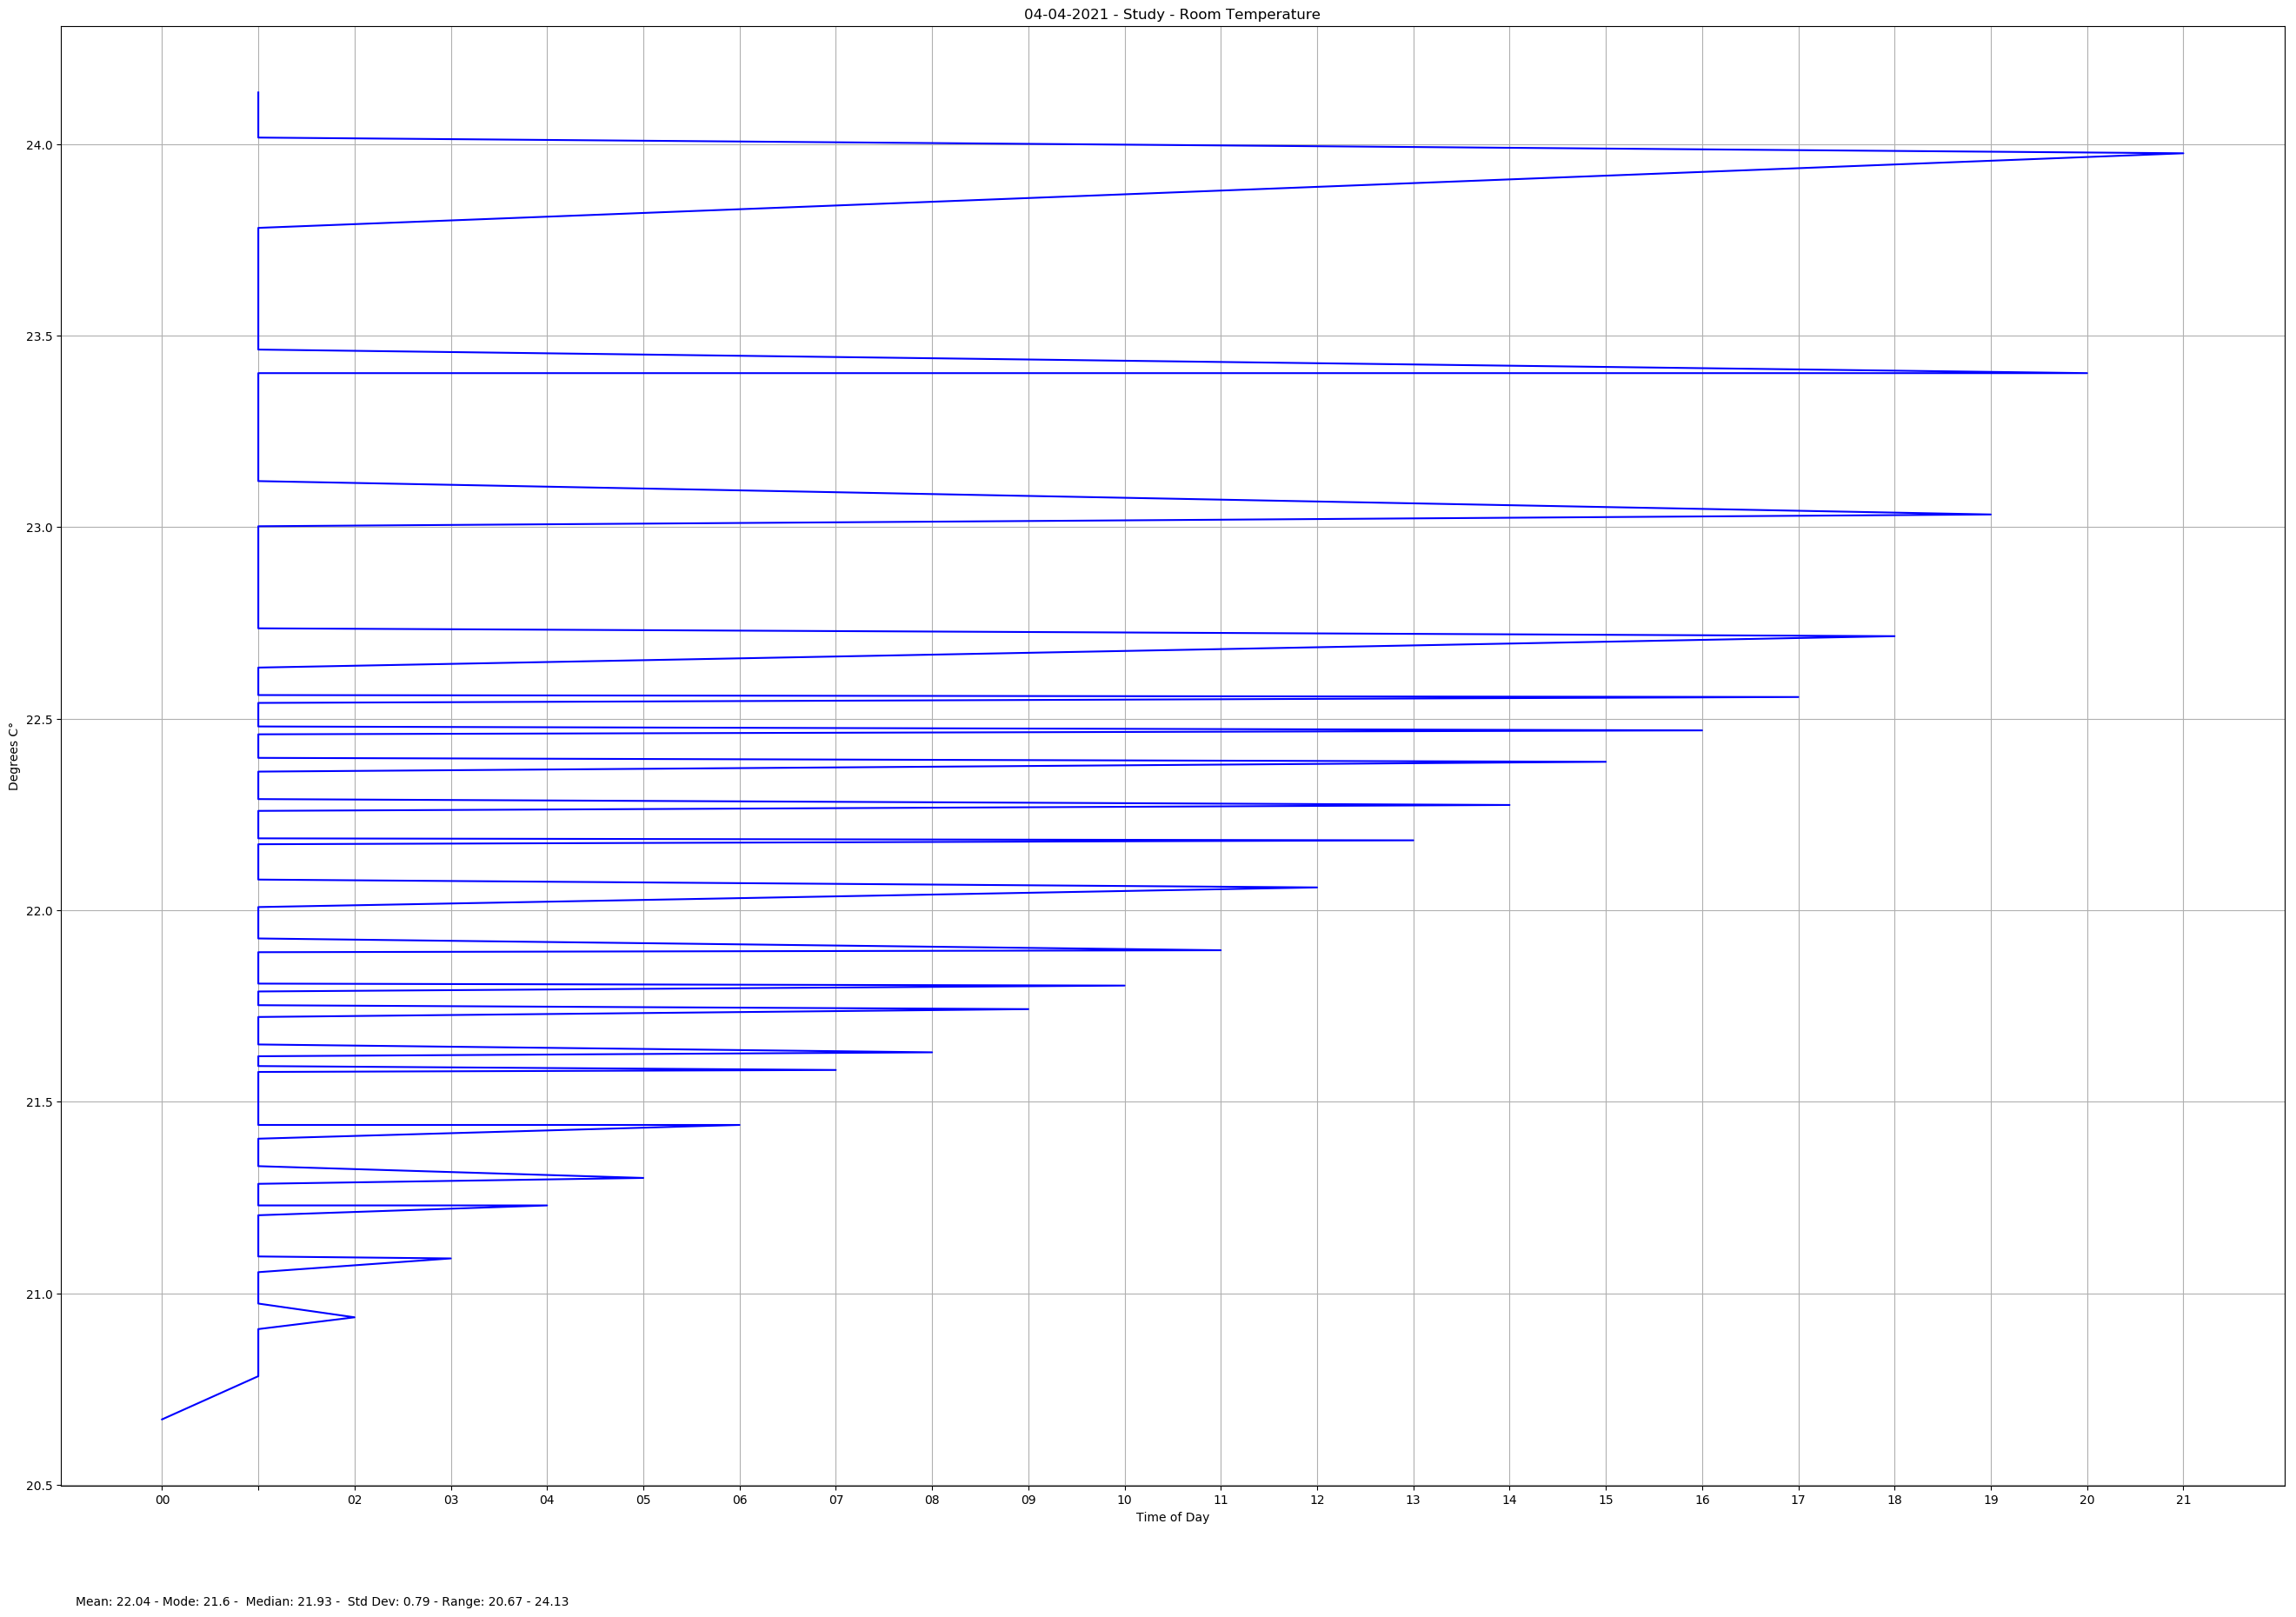 04-04-2021 - Study - Room Temperature
24.0
23.5
23.0
22.5
22.0
21.5
21.0
20.5
Degrees C°
00 02 03 04 05 06 07 08 09 10 11 12 13 14 15 16 17 18 19 20 21
Time of Day
Mean: 22.04 - Mode: 21.6 -  Median: 21.93 -  Std Dev: 0.79 - Range: 20.67 - 24.13